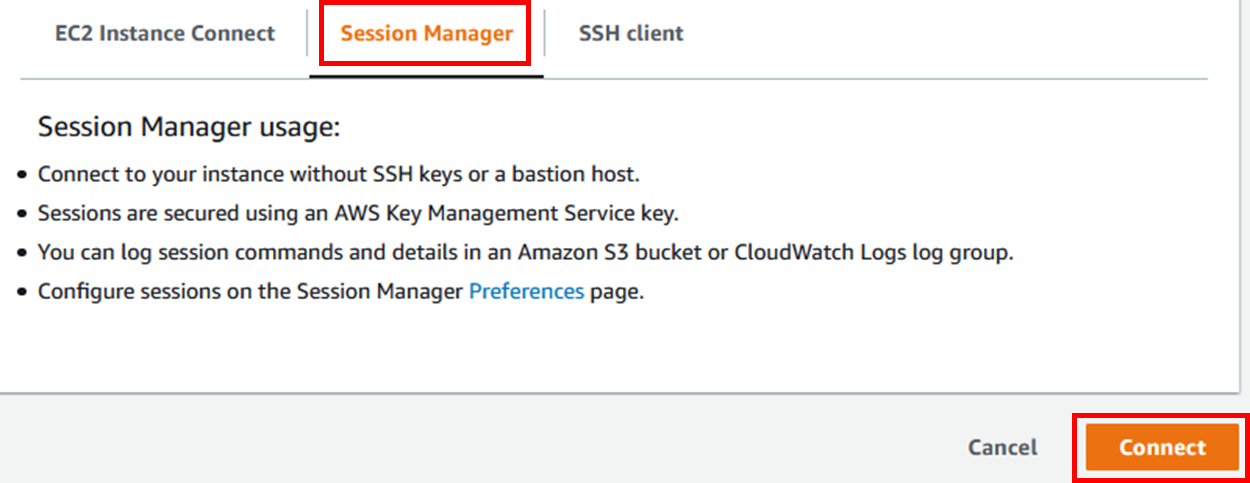 EC2 Instance Connect Session Manager SSH client
Session Manager usage:
• Connect to your instance without SSH keys or a bastion host.
• Sessions are secured using an AWS Key Management Service key.
• You can log session commands and details in an Amazon S3 bucket or CloudWatch Logs log group.
• Configure sessions on the Session Manager Preferences page.
Cancel Connect